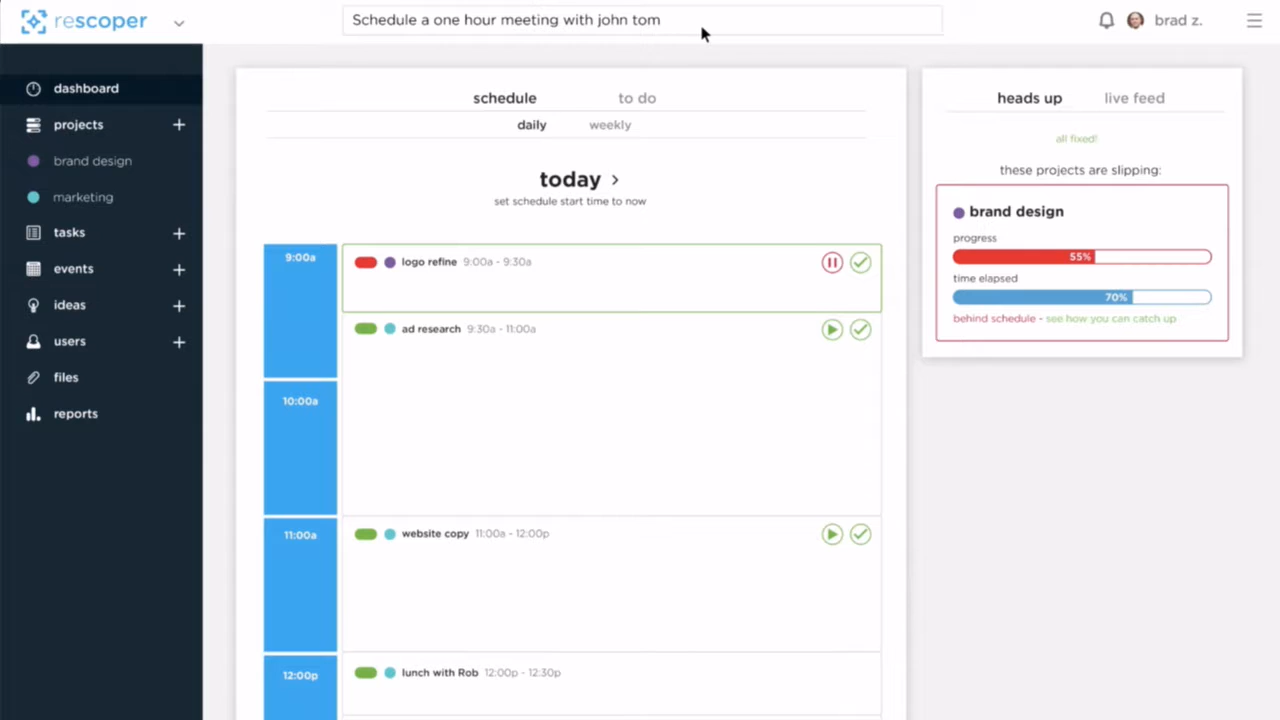 rescoper
Schedule a one hour meeting with john tom
brad z.
dashboard
projects +
brand design
marketing
tasks +
events +
ideas +
users +
files
reports
schedule to do
daily weekly
today >
set schedule start time to now
9:00a
logo refine 9:00a - 9:30a
ad research 9:30a - 11:00a
10:00a
11:00a
website copy 11:00a - 12:00p
12:00p
lunch with Rob 12:00p - 12:30p
heads up live feed
all fixed!
these projects are slipping:
brand design
progress
55%
time elapsed
70%
behind schedule - see how you can catch up